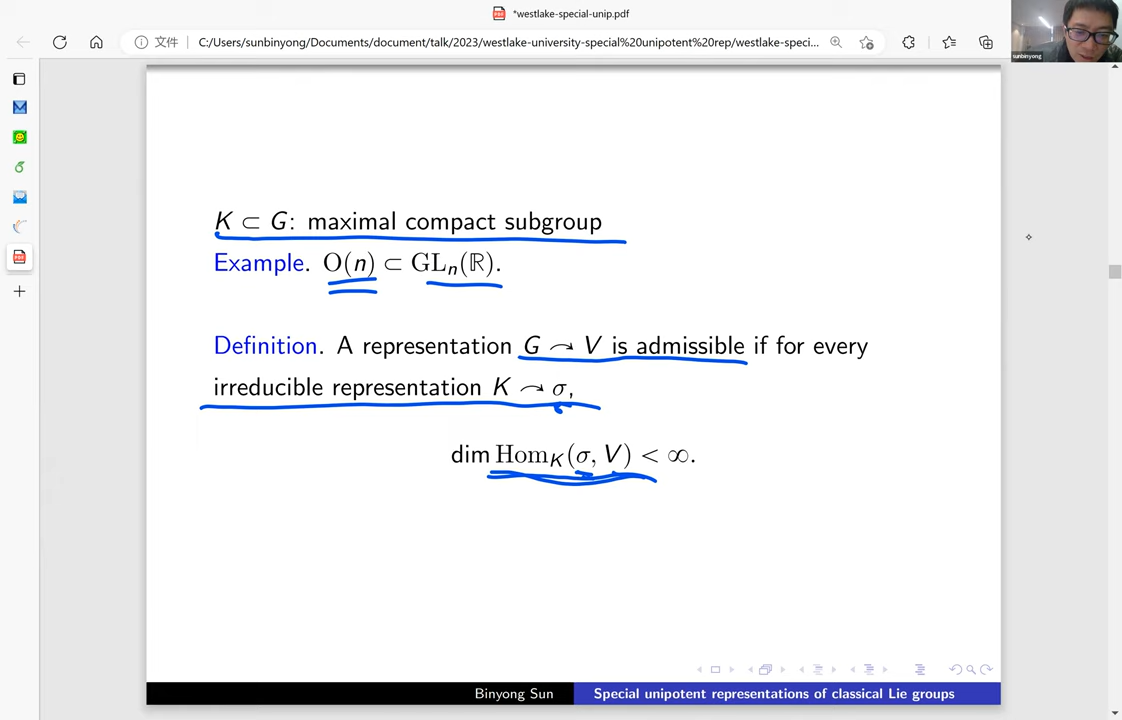 *westlake-special-unip.pdf
文件
C:/Users/sunbinyong/Documents/document/talk/2023/westlake-university-special%20unipotent%20rep/westlake-speci...
sunbinyong
K ⊂ G: maximal compact subgroup
Example. O(n) ⊂ GLₙ(ℝ).
Definition. A representation G ↷ V is admissible if for every
irreducible representation K ↷ σ,
dim Hom_K(σ, V) < ∞.
Binyong Sun
Special unipotent representations of classical Lie groups